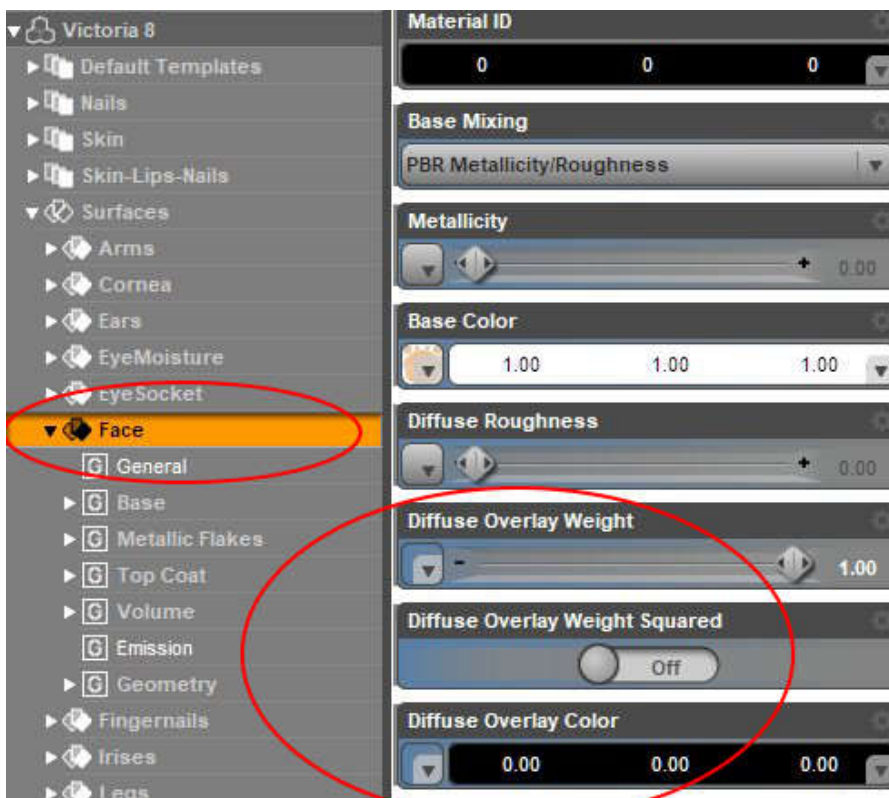 Victoria 8
Default Templates
Nails
Skin
Skin-Lips-Nails
Surfaces
Arms
Cornea
Ears
EyeMoisture
EyeSocket
Face
G General
G Base
G Metallic Flakes
G Top Coat
G Volume
G Emission
G Geometry
Fingernails
Irises
Legs
Material ID
0 0 0
Base Mixing
PBR Metallicity/Roughness
Metallicity
0.00
Base Color
1.00 1.00 1.00
Diffuse Roughness
0.00
Diffuse Overlay Weight
1.00
Diffuse Overlay Weight Squared
Off
Diffuse Overlay Color
0.00 0.00 0.00